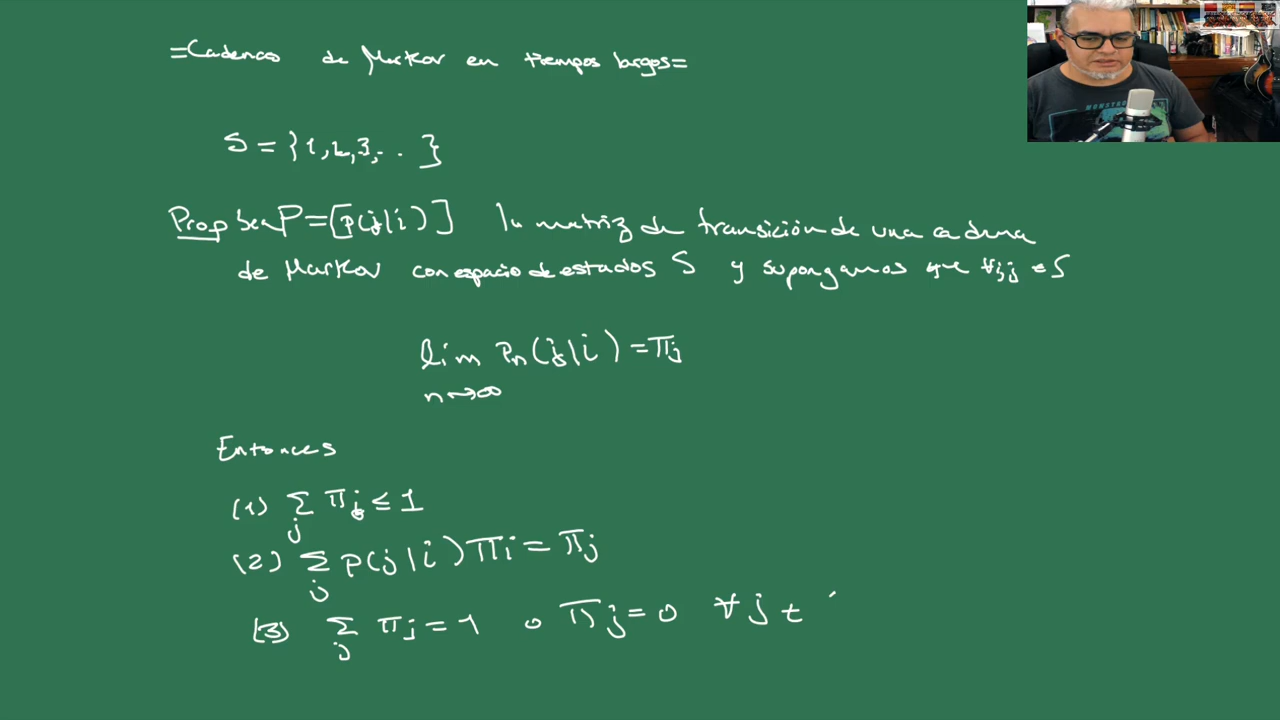 =Cadenas de Markov en tiempos largos=
S = {1,2,3,...}
Prop Sea P=[p(j|i)] la matriz de transición de una cadena
de Markov con espacio de estados S y supongamos que ∀i,j ∈ S
lim Pn(j|i) = πj
n→∞
Entonces
(1) Σ πj ≤ 1
j
(2) Σ p(j|i) πi = πj
j
(3) Σ πj = 1 o πj = 0 ∀ j
j